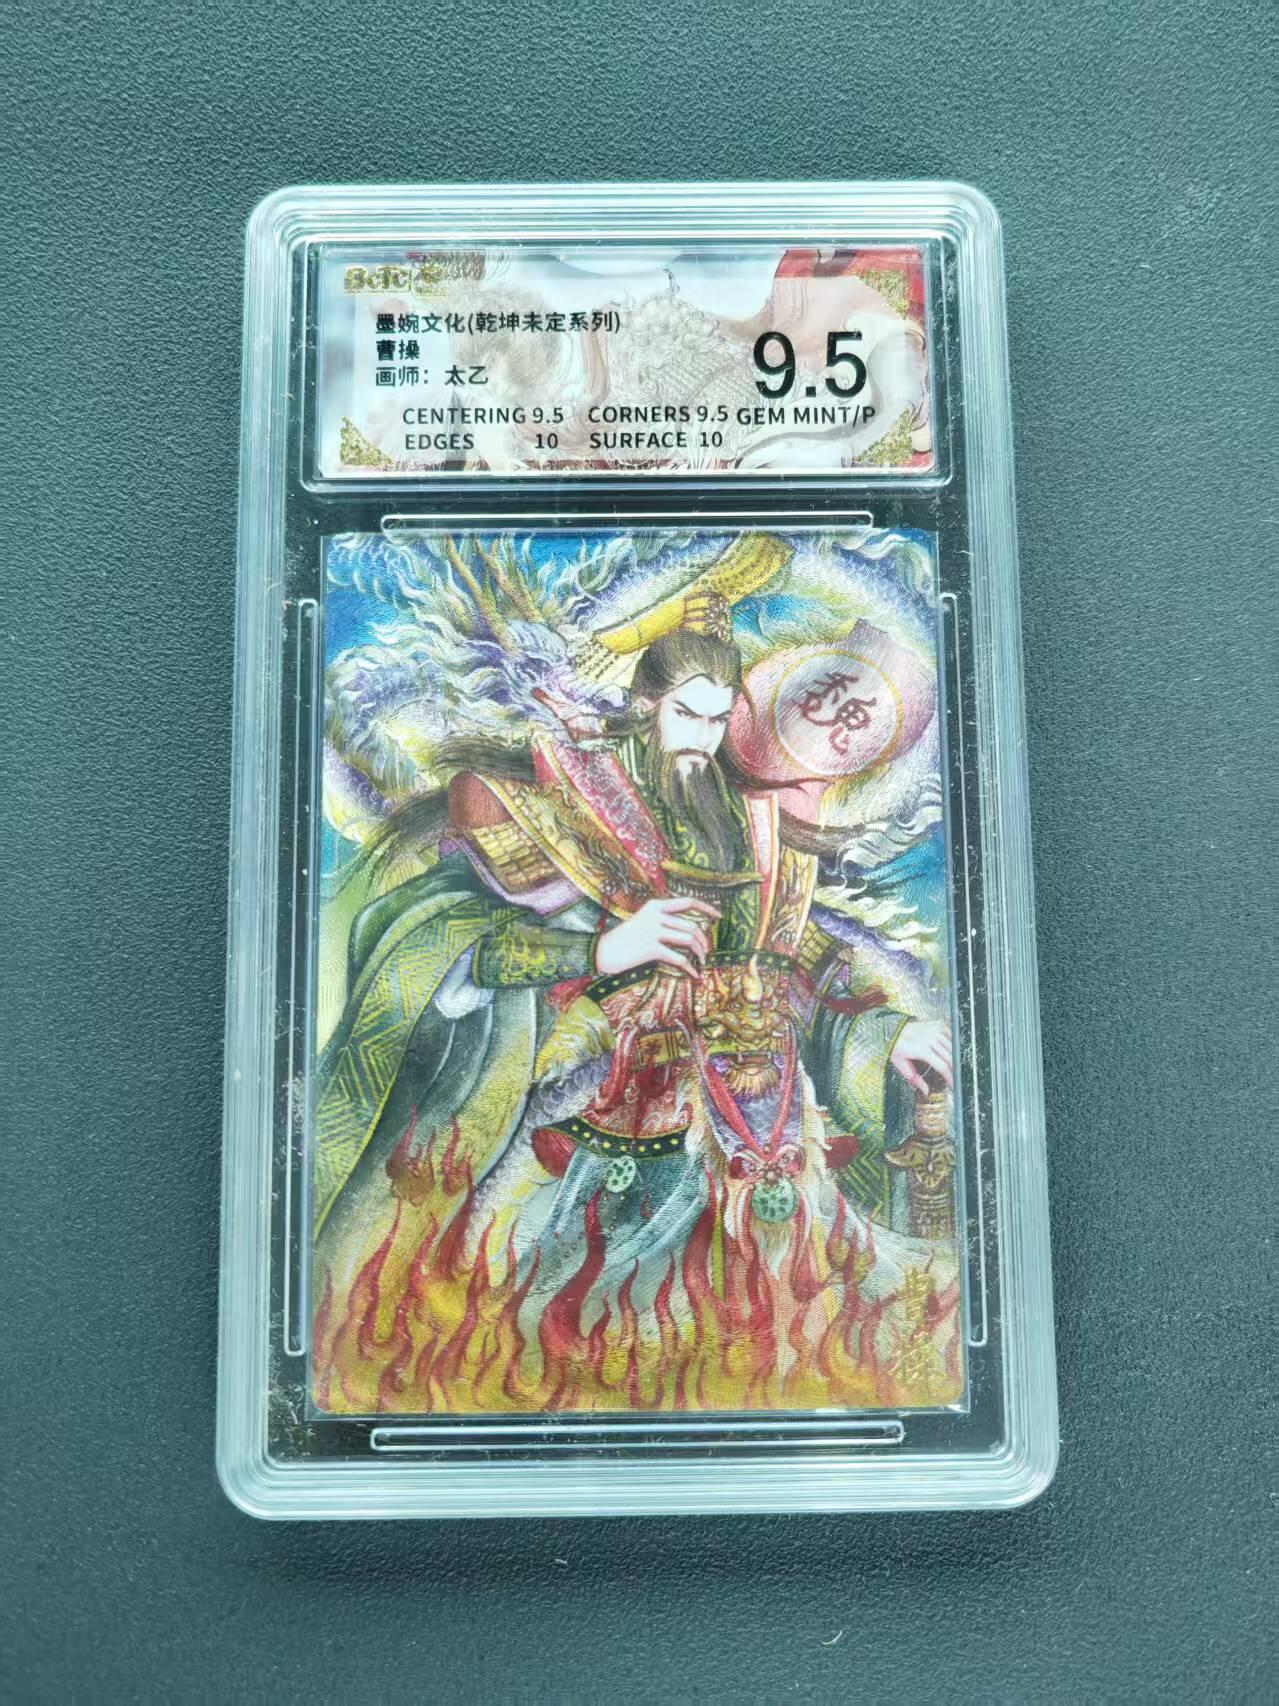 BcTc
墨婉文化(乾坤未定系列)
曹操
画师：太乙
9.5
CENTERING 9.5 CORNERS 9.5 GEM MINT/P
EDGES 10 SURFACE 10
魏
曹操